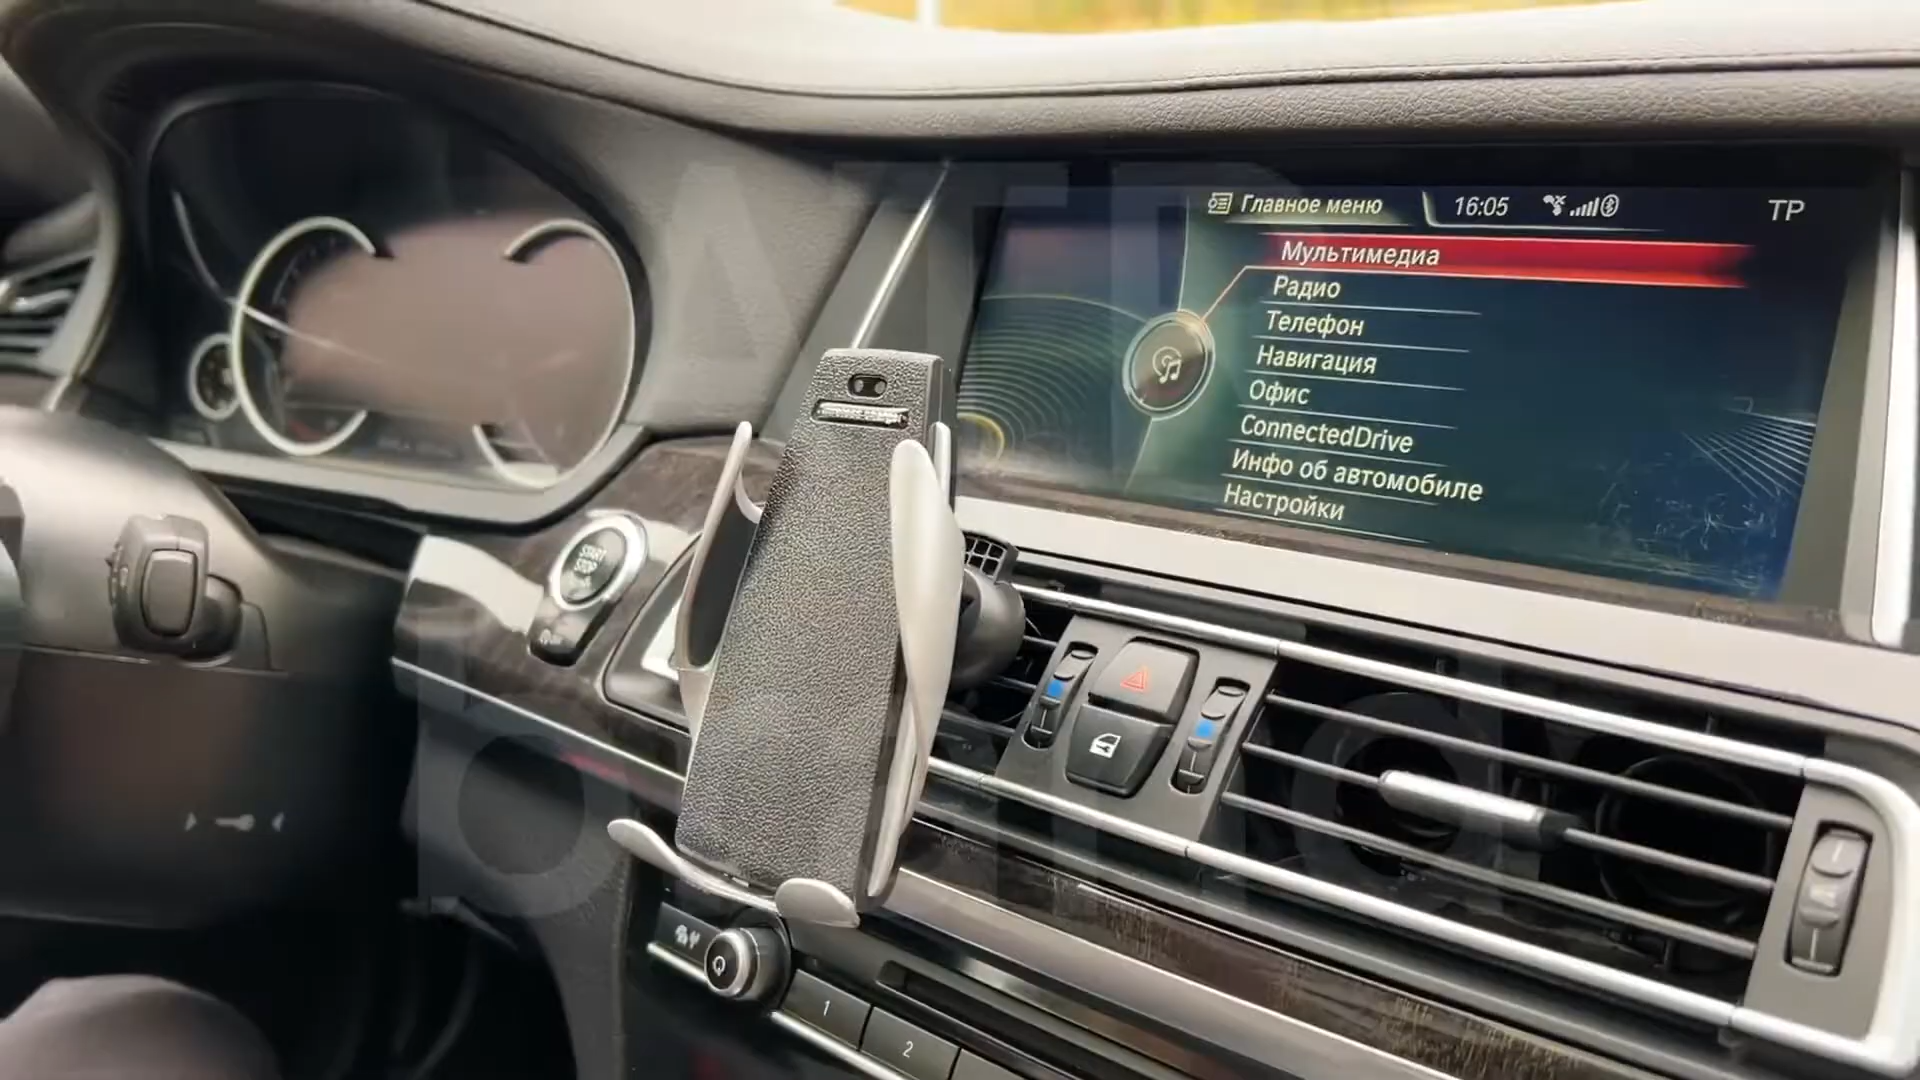 Главное меню 16:05 TP
Мультимедиа
Радио
Телефон
Навигация
Офис
ConnectedDrive
Инфо об автомобиле
Настройки
START
STOP
1
2